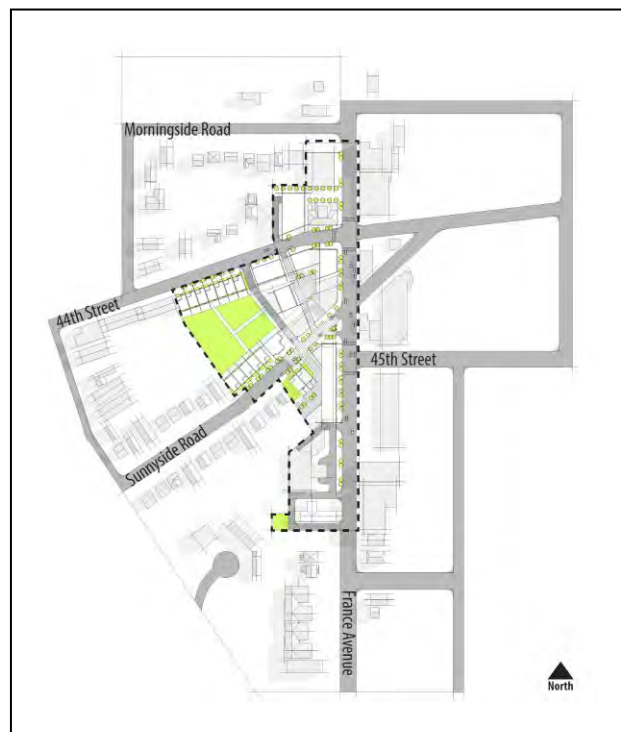 Morningside Road
44th Street
45th Street
Sunnyside Road
France Avenue
North